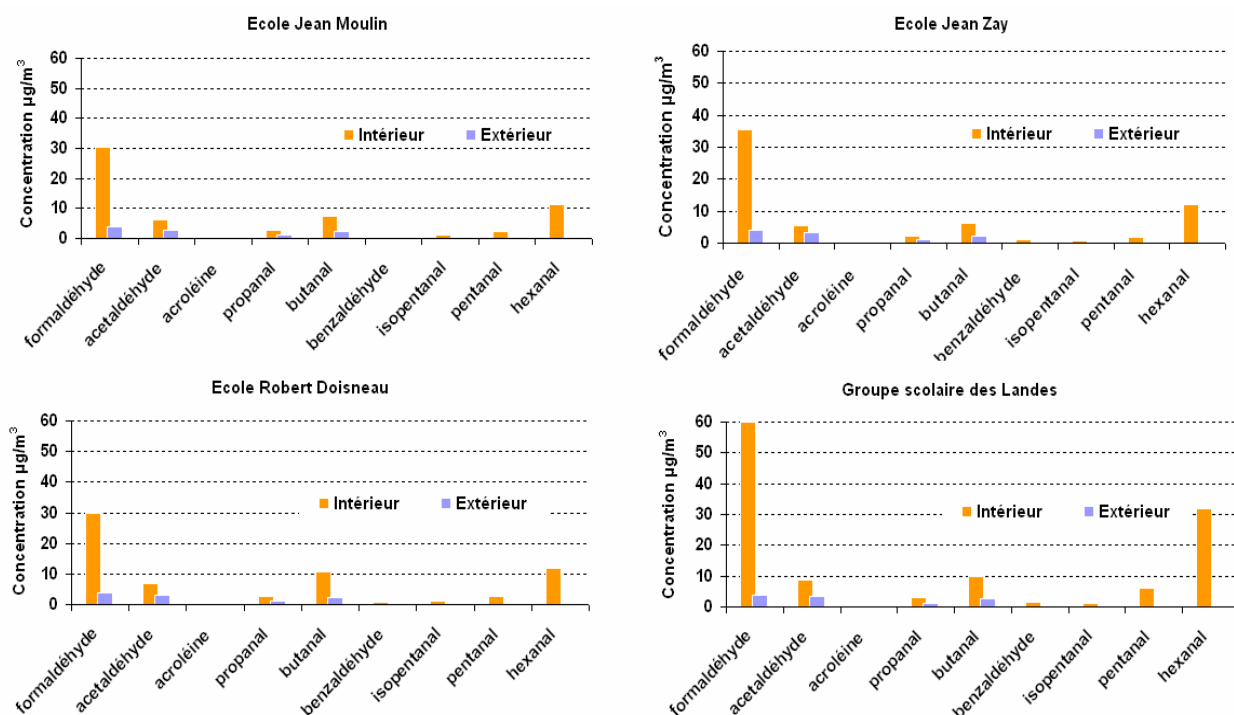 Ecole Jean Moulin
Concentration µg/m³
60
50
40
30
20
10
0
Intérieur
Extérieur
formaldéhyde
acetaldéhyde
acroléine
propanal
butanal
benzaldéhyde
isopentanal
pentanal
hexanal
Ecole Jean Zay
Concentration µg/m³
60
50
40
30
20
10
0
Intérieur
Extérieur
formaldéhyde
acetaldéhyde
acroléine
propanal
butanal
benzaldéhyde
isopentanal
pentanal
hexanal
Ecole Robert Doisneau
Concentration µg/m³
60
50
40
30
20
10
0
Intérieur
Extérieur
formaldéhyde
acetaldéhyde
acroléine
propanal
butanal
benzaldéhyde
isopentanal
pentanal
hexanal
Groupe scolaire des Landes
Concentration µg/m³
60
50
40
30
20
10
0
Intérieur
Extérieur
formaldéhyde
acetaldéhyde
acroléine
propanal
butanal
benzaldéhyde
isopentanal
pentanal
hexanal